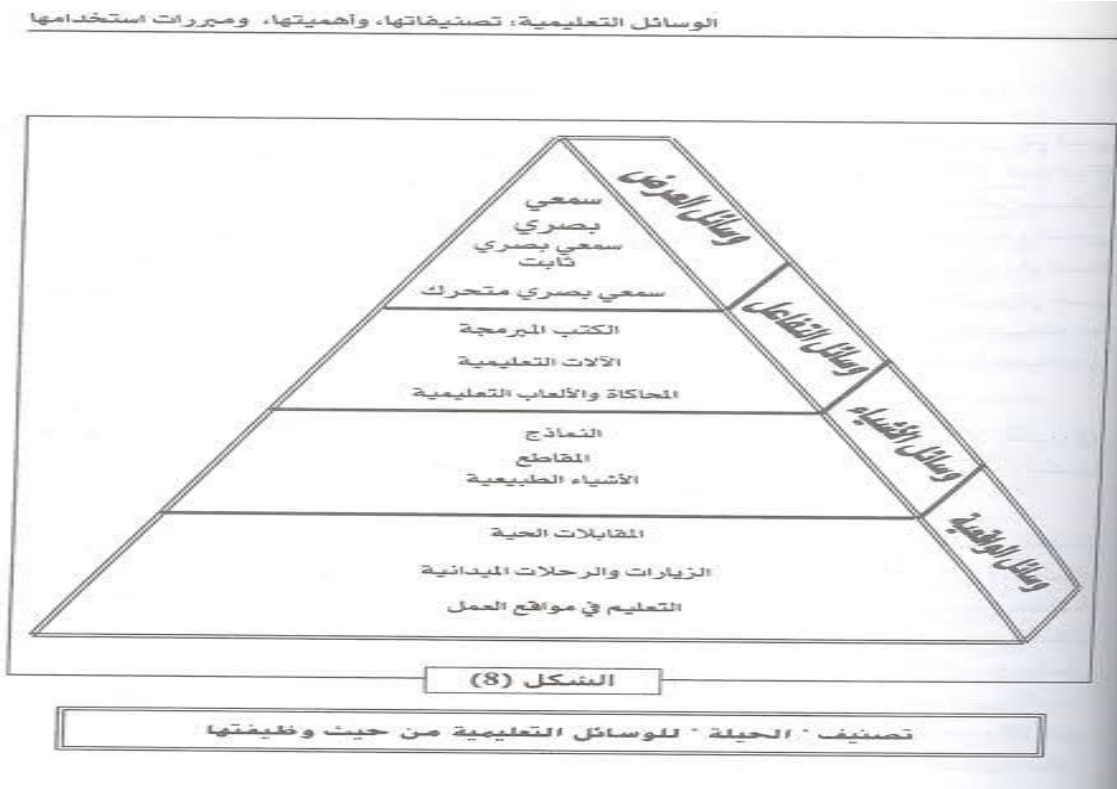 الوسائل التعليمية: تصنيفاتها، وأهميتها، ومبررات استخدامها
وسائل العرض
سمعي
بصري
سمعي بصري
ثابت
سمعي بصري متحرك
وسائل التفاعل
الكتب المبرمجة
الآلات التعليمية
المحاكاة والألعاب التعليمية
وسائل الأشياء
النماذج
المقاطع
الأشياء الطبيعية
وسائل الواقعية
المقابلات الحية
الزيارات والرحلات الميدانية
التعليم في مواقع العمل
الشكل (8)
تصنيف " الحيلة " للوسائل التعليمية من حيث وظيفتها